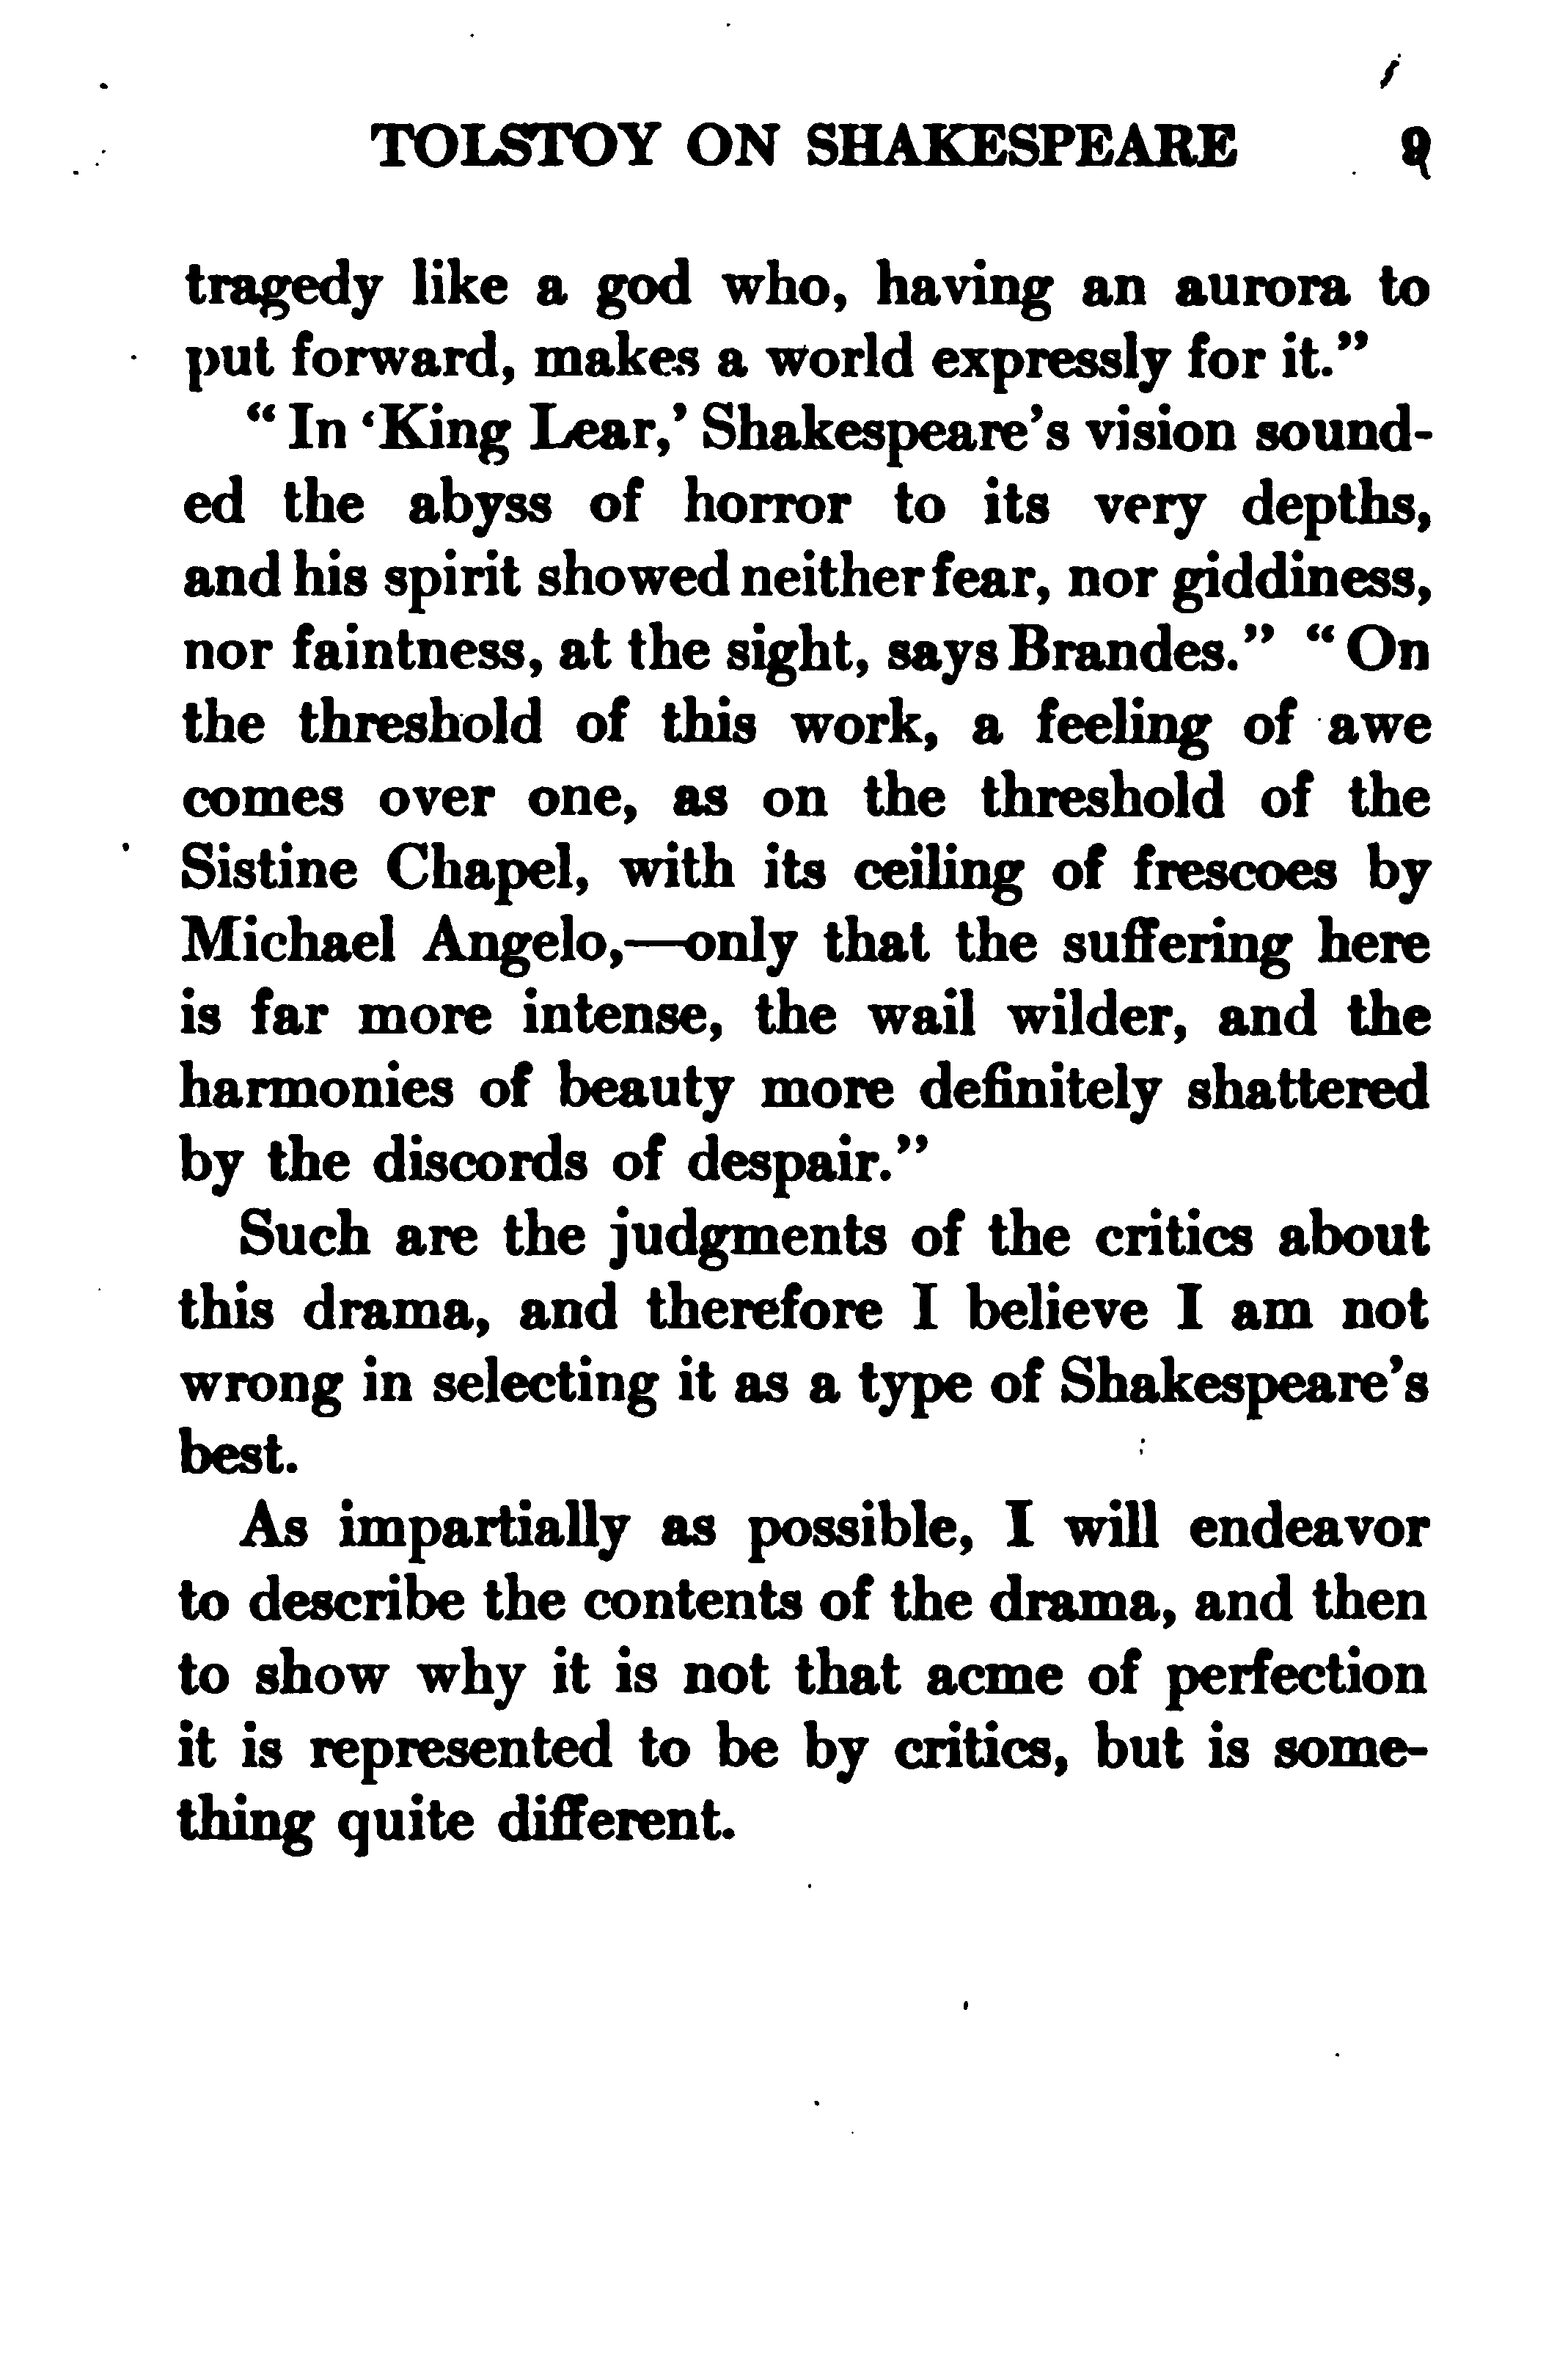 TOLSTOY ON SHAKESPEARE 9
tragedy like a god who, having an aurora to
put forward, makes a world expressly for it."
"In 'King Lear,' Shakespeare's vision sound-
ed the abyss of horror to its very depths,
and his spirit showed neither fear, nor giddiness,
nor faintness, at the sight, says Brandes." "On
the threshold of this work, a feeling of awe
comes over one, as on the threshold of the
Sistine Chapel, with its ceiling of frescoes by
Michael Angelo,—only that the suffering here
is far more intense, the wail wilder, and the
harmonies of beauty more definitely shattered
by the discords of despair."
Such are the judgments of the critics about
this drama, and therefore I believe I am not
wrong in selecting it as a type of Shakespeare's
best.
As impartially as possible, I will endeavor
to describe the contents of the drama, and then
to show why it is not that acme of perfection
it is represented to be by critics, but is some-
thing quite different.